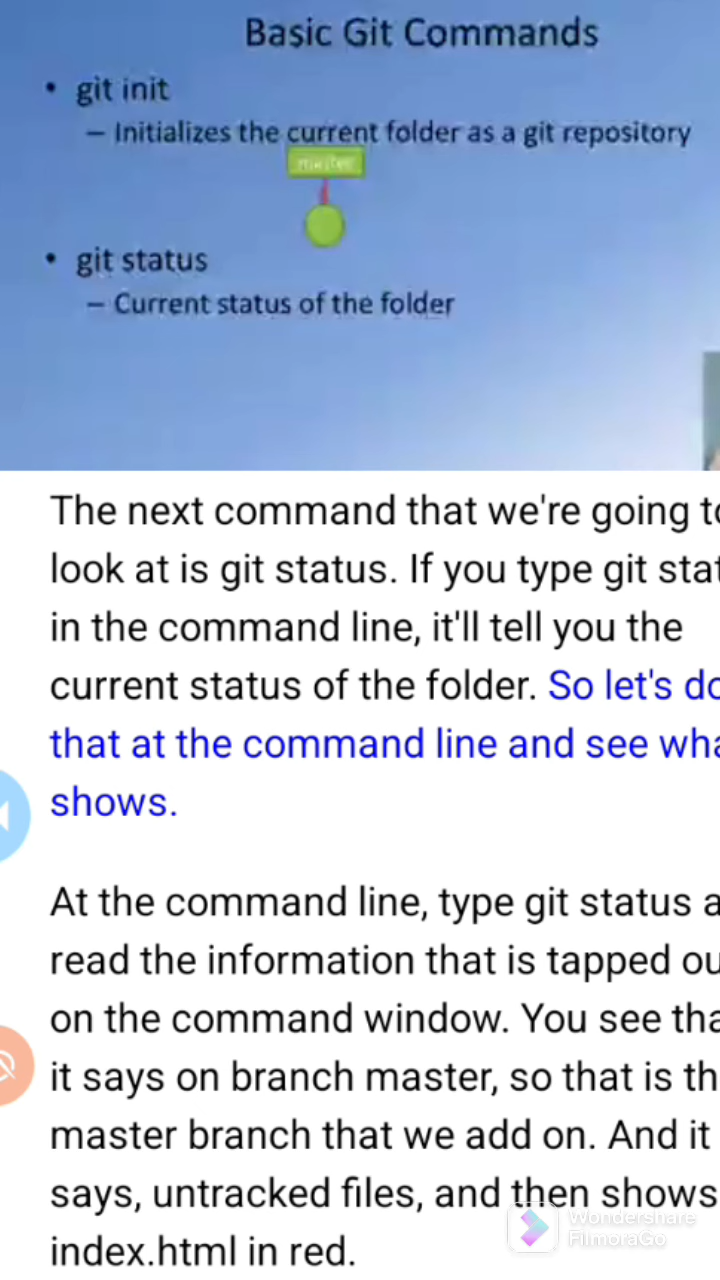 Basic Git Commands
• git init
– Initializes the current folder as a git repository
master
• git status
– Current status of the folder
The next command that we're going to
look at is git status. If you type git stat
in the command line, it'll tell you the
current status of the folder. So let's do
that at the command line and see wha
shows.
At the command line, type git status a
read the information that is tapped ou
on the command window. You see tha
it says on branch master, so that is th
master branch that we add on. And it
says, untracked files, and then shows
index.html in red.
Wondershare
FilmoraGo